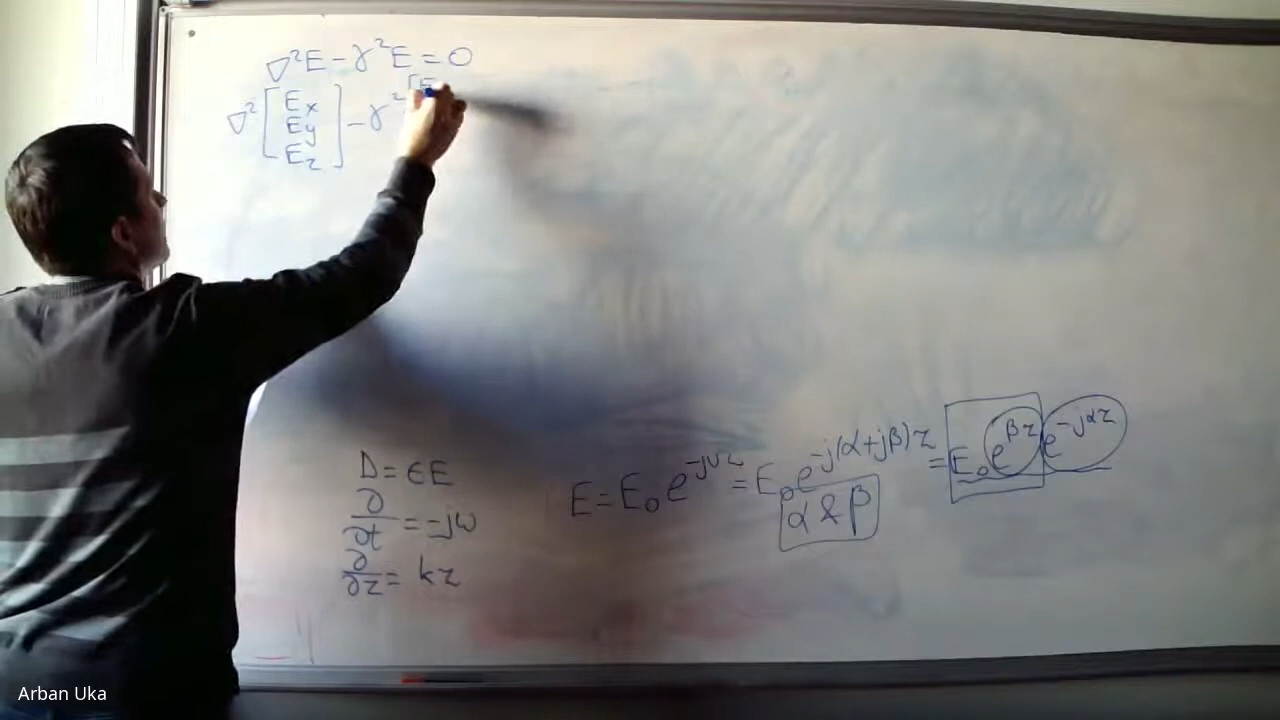 ∇²E - γ²E = 0
∇² [Ex Ey Ez] - γ² [E
D = ϵE
∂/∂t = -jω
∂/∂z = kz
E = E₀e = E₀e^-j(α+jβ)z = E₀e^βz e^-jαz
α & β
Arban Uka